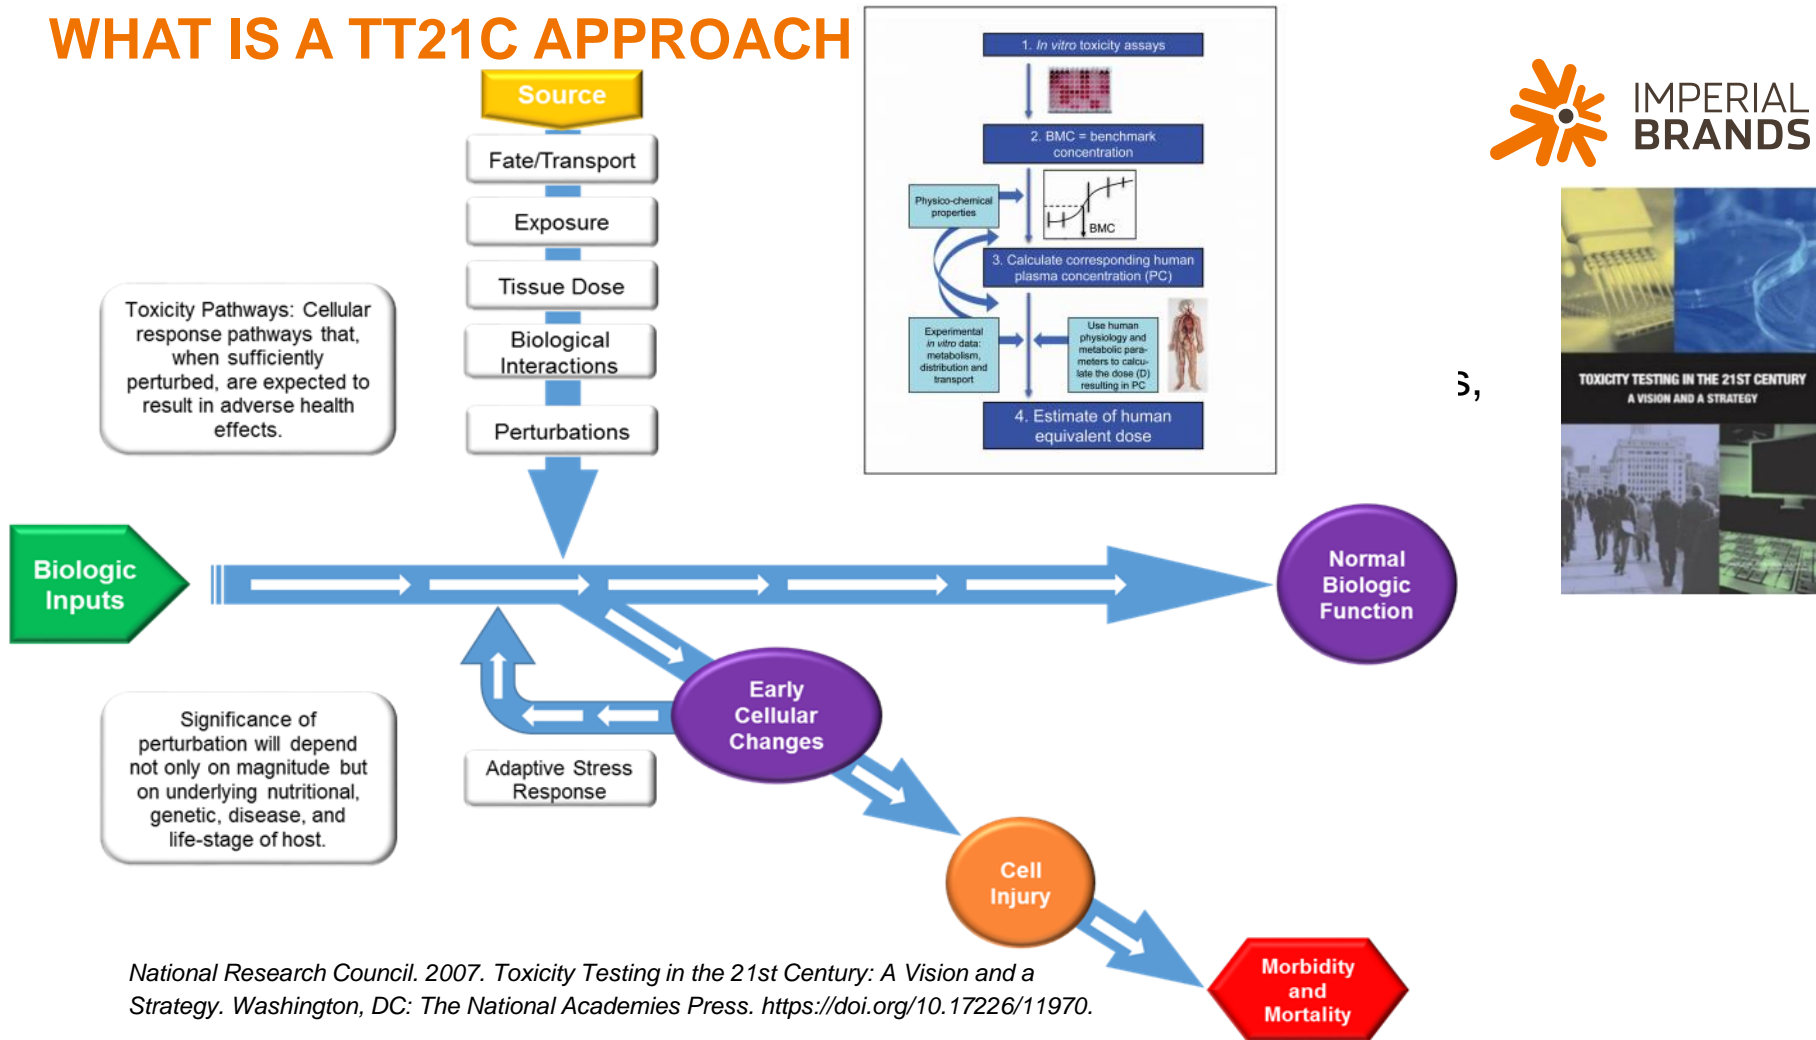 WHAT IS A TT21C APPROACH
Source
Fate/Transport
Exposure
Tissue Dose
Biological
Interactions
Perturbations
Toxicity Pathways: Cellular
response pathways that,
when sufficiently
perturbed, are expected to
result in adverse health
effects.
1. In vitro toxicity assays
2. BMC = benchmark
concentration
Physico-chemical
properties
BMC
3. Calculate corresponding human
plasma concentration (PC)
Experimental
in vitro data:
metabolism,
distribution and
transport
Use human
physiology and
metabolic para-
meters to calcu-
late the dose (D)
resulting in PC
4. Estimate of human
equivalent dose
IMPERIAL
BRANDS
s,
TOXICITY TESTING IN THE 21ST CENTURY
A VISION AND A STRATEGY
Biologic
Inputs
Normal
Biologic
Function
Early
Cellular
Changes
Adaptive Stress
Response
Significance of
perturbation will depend
not only on magnitude but
on underlying nutritional,
genetic, disease, and
life-stage of host.
Cell
Injury
Morbidity
and
Mortality
National Research Council. 2007. Toxicity Testing in the 21st Century: A Vision and a
Strategy. Washington, DC: The National Academies Press. https://doi.org/10.17226/11970.